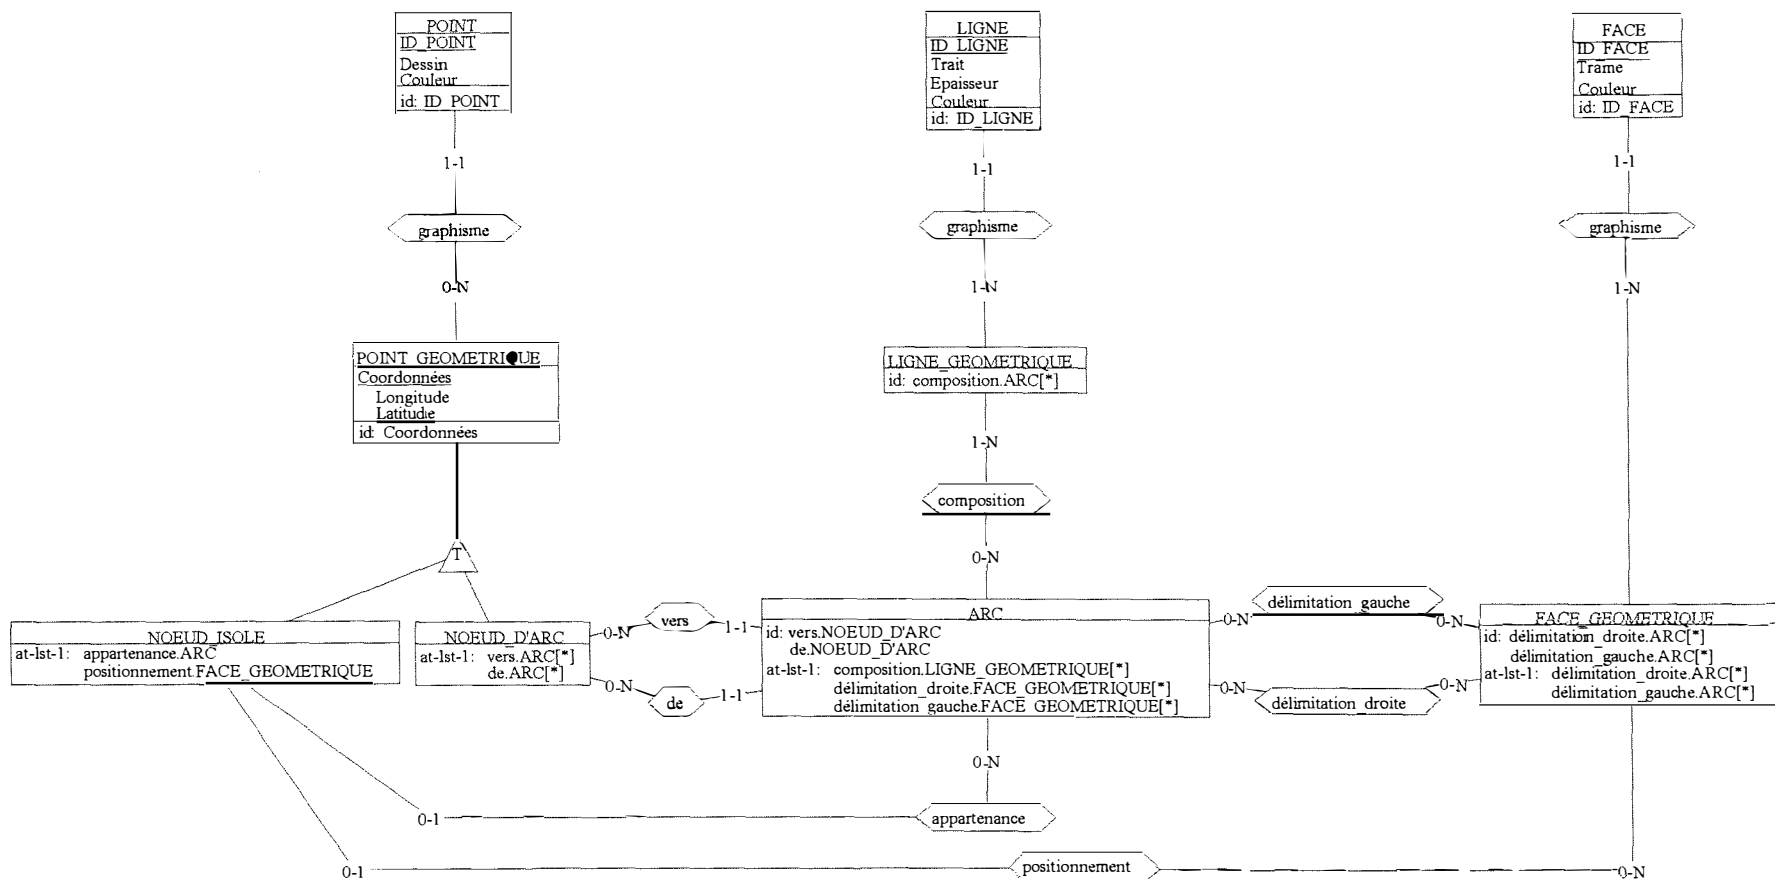 POINT
ID_POINT
Dessin
Couleur
id: ID_POINT
LIGNE
ID_LIGNE
Trait
Epaisseur
Couleur
id: ID_LIGNE
FACE
ID_FACE
Trame
Couleur
id: ID_FACE
1-1
1-1
1-1
graphisme
graphisme
graphisme
0-N
1-N
1-N
POINT_GEOMETRIQUE
Coordonnées
Longitude
Latitude
id: Coordonnées
LIGNE_GEOMETRIQUE
id: composition.ARC[*]
1-N
composition
T
0-N
NOEUD_ISOLE
at-lst-1: appartenance.ARC
positionnement.FACE_GEOMETRIQUE
NOEUD_D'ARC
at-lst-1: vers.ARC[*]
de.ARC[*]
0-N
vers
1-1
0-N
de
1-1
ARC
id: vers.NOEUD_D'ARC
de.NOEUD_D'ARC
at-lst-1: composition.LIGNE_GEOMETRIQUE[*]
délimitation_droite.FACE_GEOMETRIQUE[*]
délimitation_gauche.FACE_GEOMETRIQUE[*]
0-N
délimitation_gauche
0-N
0-N
délimitation_droite
0-N
FACE_GEOMETRIQUE
id: délimitation_droite.ARC[*]
délimitation_gauche.ARC[*]
at-lst-1: délimitation_droite.ARC[*]
délimitation_gauche.ARC[*]
0-N
0-1
appartenance
0-1
positionnement
0-N